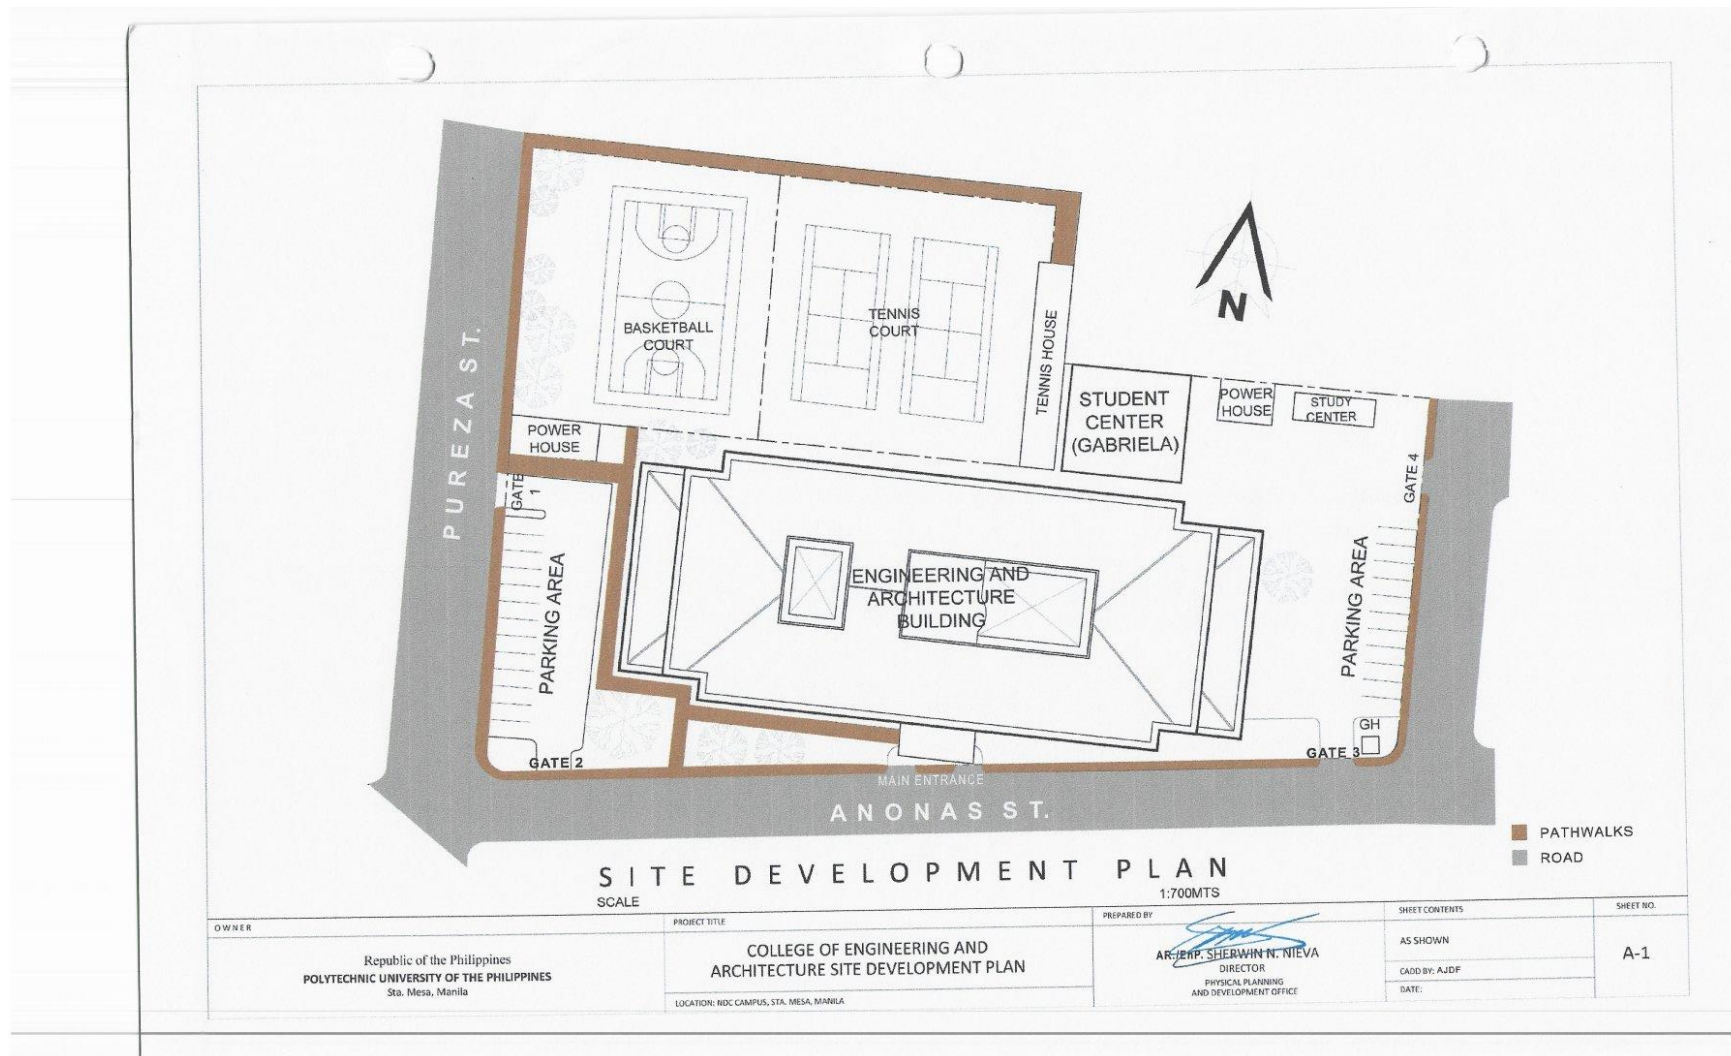 BASKETBALL
COURT
TENNIS
COURT
TENNIS HOUSE
N
PUREZA ST.
POWER
HOUSE
STUDENT
CENTER
(GABRIELA)
POWER
HOUSE
STUDY
CENTER
GATE
1
GATE 4
PARKING AREA
ENGINEERING AND
ARCHITECTURE
BUILDING
PARKING AREA
GH
GATE 2
GATE 3
MAIN ENTRANCE
ANONAS ST.
PATHWALKS
ROAD
SITE DEVELOPMENT PLAN
SCALE 1:700MTS
OWNER
Republic of the Philippines
POLYTECHNIC UNIVERSITY OF THE PHILIPPINES
Sta. Mesa, Manila
PROJECT TITLE
COLLEGE OF ENGINEERING AND
ARCHITECTURE SITE DEVELOPMENT PLAN
LOCATION: NDC CAMPUS, STA. MESA, MANILA
PREPARED BY
AR./EnP. SHERWIN N. NIEVA
DIRECTOR
PHYSICAL PLANNING
AND DEVELOPMENT OFFICE
SHEET CONTENTS
AS SHOWN
CADD BY: AJDF
DATE:
SHEET NO.
A-1